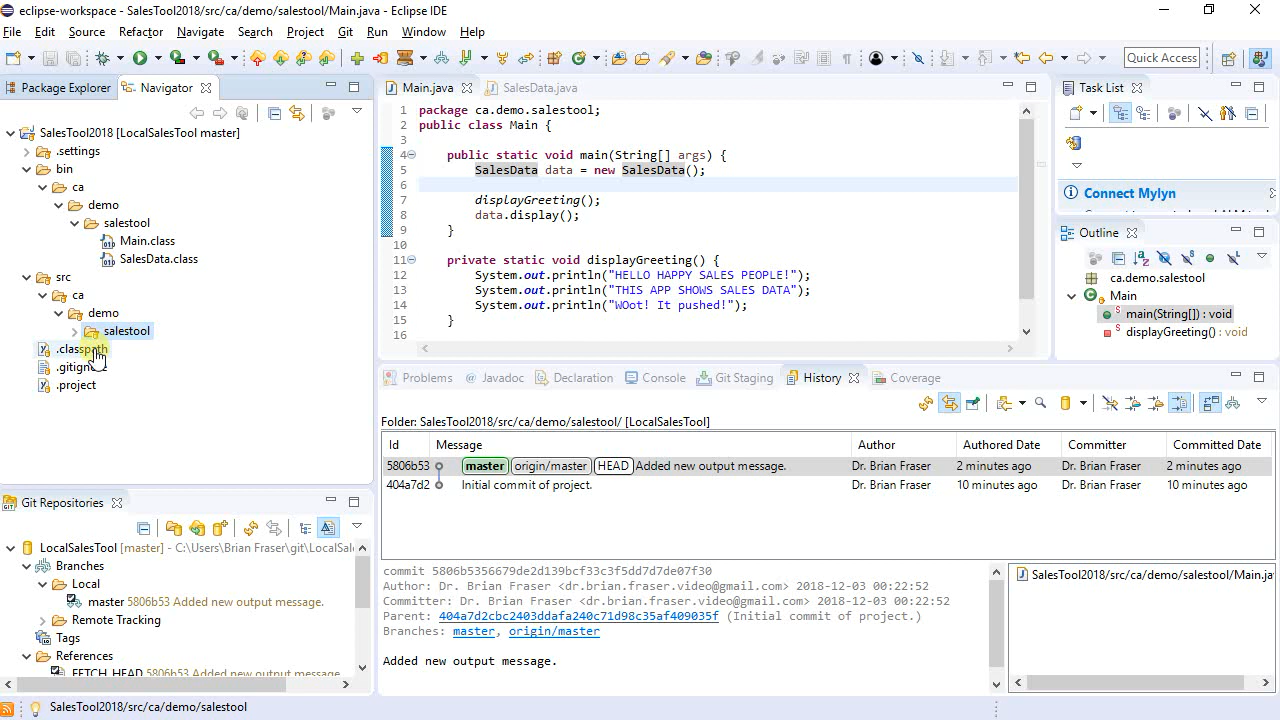 eclipse-workspace - SalesTool2018/src/ca/demo/salestool/Main.java - Eclipse IDE
File Edit Source Refactor Navigate Search Project Git Run Window Help
Quick Access
Package Explorer Navigator
SalesTool2018 [LocalSalesTool master]
.settings
bin
ca
demo
salestool
Main.class
SalesData.class
src
ca
demo
salestool
.classpath
.project
Main.java SalesData.java
1 package ca.demo.salestool;
2 public class Main {
3
4 public static void main(String[] args) {
5 SalesData data = new SalesData();
6
7 displayGreeting();
8 data.display();
9 }
10
11 private static void displayGreeting() {
12 System.out.println("HELLO HAPPY SALES PEOPLE!");
13 System.out.println("THIS APP SHOWS SALES DATA");
14 System.out.println("WOot! It pushed!");
15 }
16
Task List
Connect Mylyn
Outline
ca.demo.salestool
Main
main(String[]) : void
displayGreeting() : void
Problems Javadoc Declaration Console Git Staging History Coverage
Folder: SalesTool2018/src/ca/demo/salestool/ [LocalSalesTool]
Id Message Author Authored Date Committer Committed Date
5806b53 master origin/master HEAD Added new output message. Dr. Brian Fraser 2 minutes ago Dr. Brian Fraser 2 minutes ago
404a7d2 Initial commit of project. Dr. Brian Fraser 10 minutes ago Dr. Brian Fraser 10 minutes ago
commit 5806b5356679de2d139bcf33c3f5dd7d7de07f30
Author: Dr. Brian Fraser <dr.brian.fraser.video@gmail.com> 2018-12-03 00:22:52
Committer: Dr. Brian Fraser <dr.brian.fraser.video@gmail.com> 2018-12-03 00:22:52
Parent: 404a7d2cbc2403ddafa240c71d98c35af409035f (Initial commit of project.)
Branches: master, origin/master
Added new output message.
SalesTool2018/src/ca/demo/salestool/Main.ja
Git Repositories
LocalSalesTool [master] - C:\Users\Brian Fraser\git\LocalSal
Branches
Local
master 5806b53 Added new output message.
Remote Tracking
Tags
References
FETCH_HEAD 5806b53 Added new output message.
SalesTool2018/src/ca/demo/salestool